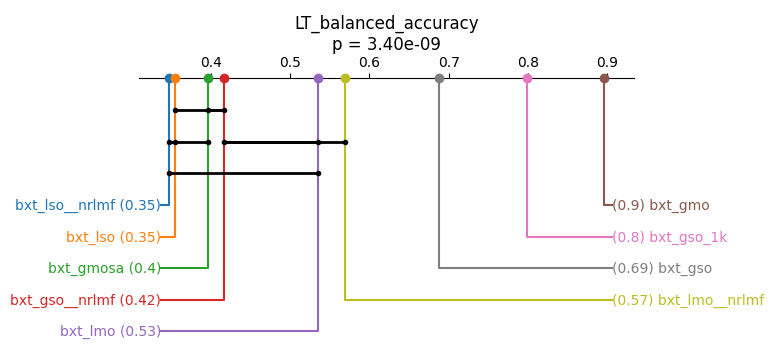 LT_balanced_accuracy
p = 3.40e-09
0.4 0.5 0.6 0.7 0.8 0.9
bxt_lso__nrlmf (0.35)
(0.9) bxt_gmo
bxt_lso (0.35)
(0.8) bxt_gso_1k
bxt_gmosa (0.4)
(0.69) bxt_gso
bxt_gso__nrlmf (0.42)
(0.57) bxt_lmo__nrlmf
bxt_lmo (0.53)